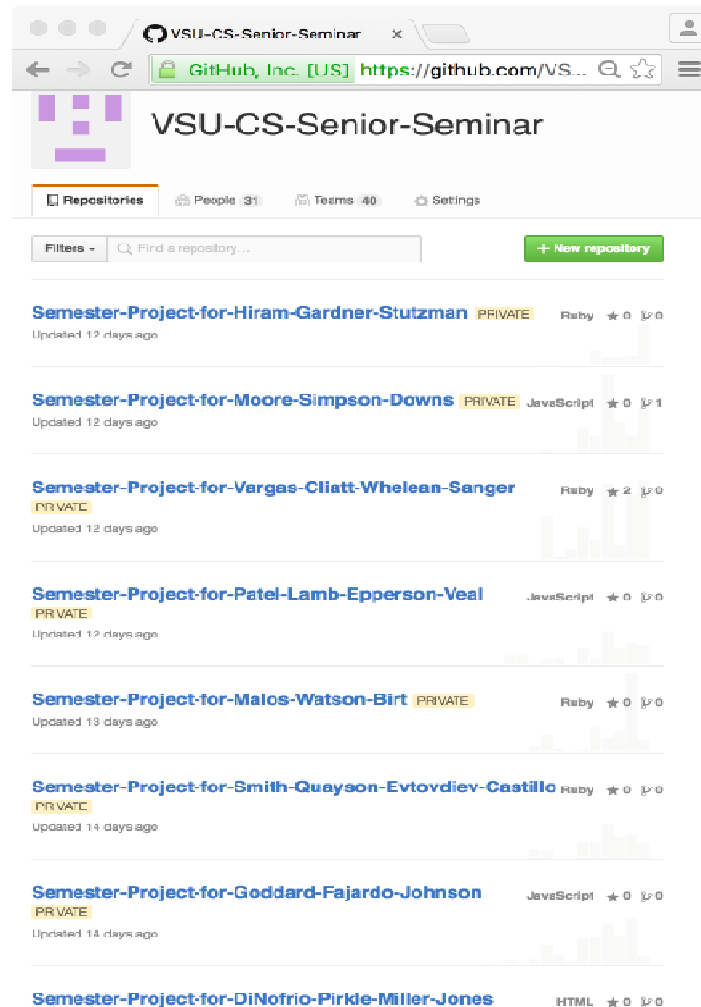 VSU-CS-Senior-Seminar ×
GitHub, Inc. [US] https://github.com/VS...
VSU-CS-Senior-Seminar
Repositories People 31 Teams 40 Settings
Filters Find a repository... + New repository
Semester-Project-for-Hiram-Gardner-Stutzman PRIVATE Ruby 0 0
Updated 12 days ago
Semester-Project-for-Moore-Simpson-Downs PRIVATE JavaScript 0 1
Updated 12 days ago
Semester-Project-for-Vargas-Cliatt-Whelean-Sanger Ruby 2 0
PRIVATE
Updated 12 days ago
Semester-Project-for-Patel-Lamb-Epperson-Veal JavaScript 0 0
PRIVATE
Updated 12 days ago
Semester-Project-for-Malos-Watson-Birt PRIVATE Ruby 0 0
Updated 13 days ago
Semester-Project-for-Smith-Quayson-Evtovdiev-Castillo Ruby 0 0
PRIVATE
Updated 14 days ago
Semester-Project-for-Goddard-Fajardo-Johnson JavaScript 0 0
PRIVATE
Updated 14 days ago
Semester-Project-for-DiNofrio-Pirkle-Miller-Jones HTML 0 0